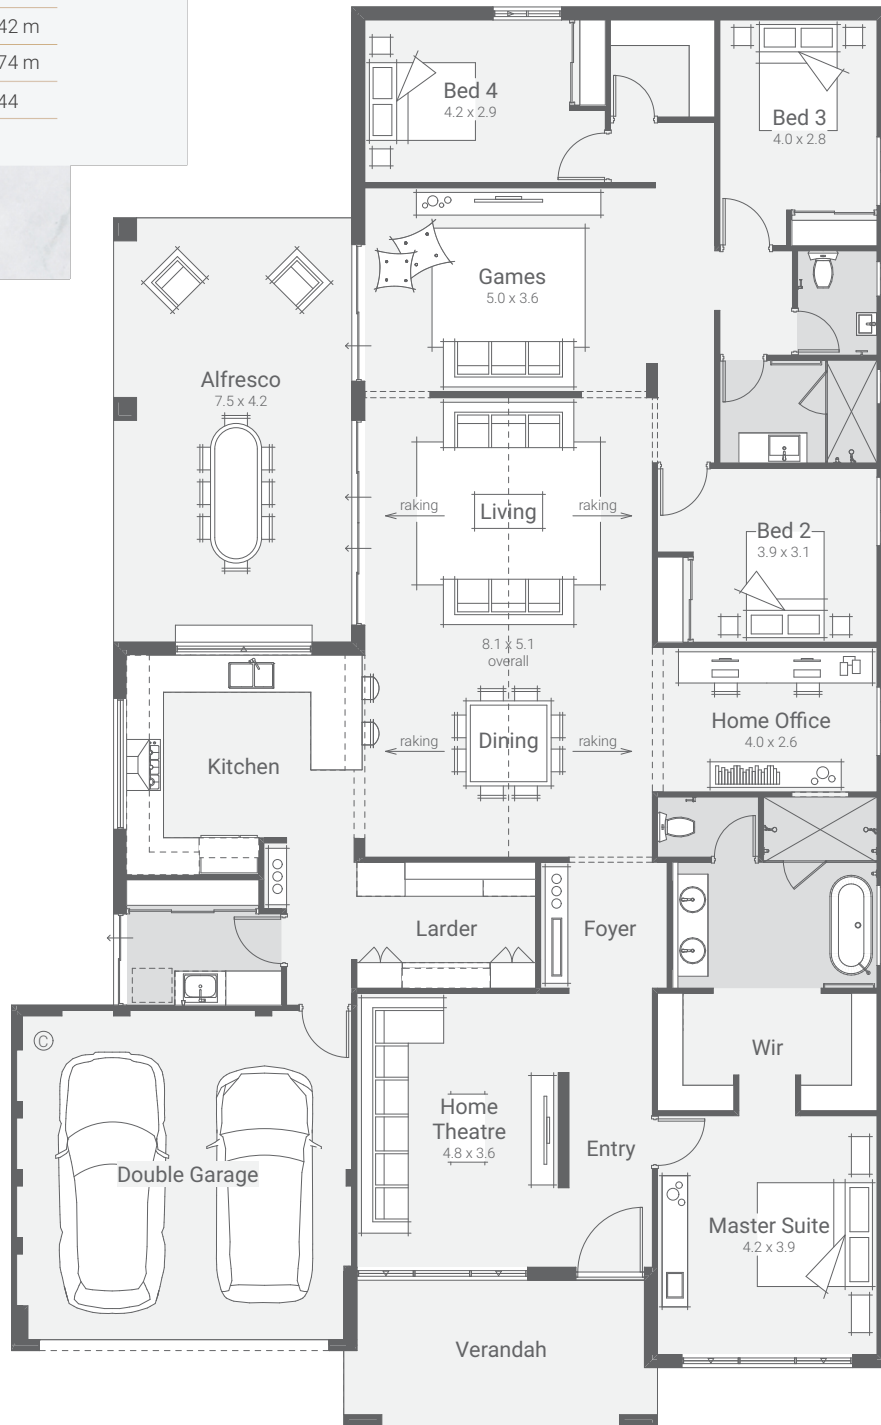 42 m
74 m
44
Bed 4
4.2 x 2.9
Bed 3
4.0 x 2.8
Games
5.0 x 3.6
Alfresco
7.5 x 4.2
raking
Living
raking
Bed 2
3.9 x 3.1
8.1 x 5.1
overall
Home Office
4.0 x 2.6
raking
Dining
raking
Kitchen
Larder
Foyer
C
Wir
Home
Theatre
4.8 x 3.6
Entry
Double Garage
Master Suite
4.2 x 3.9
Verandah